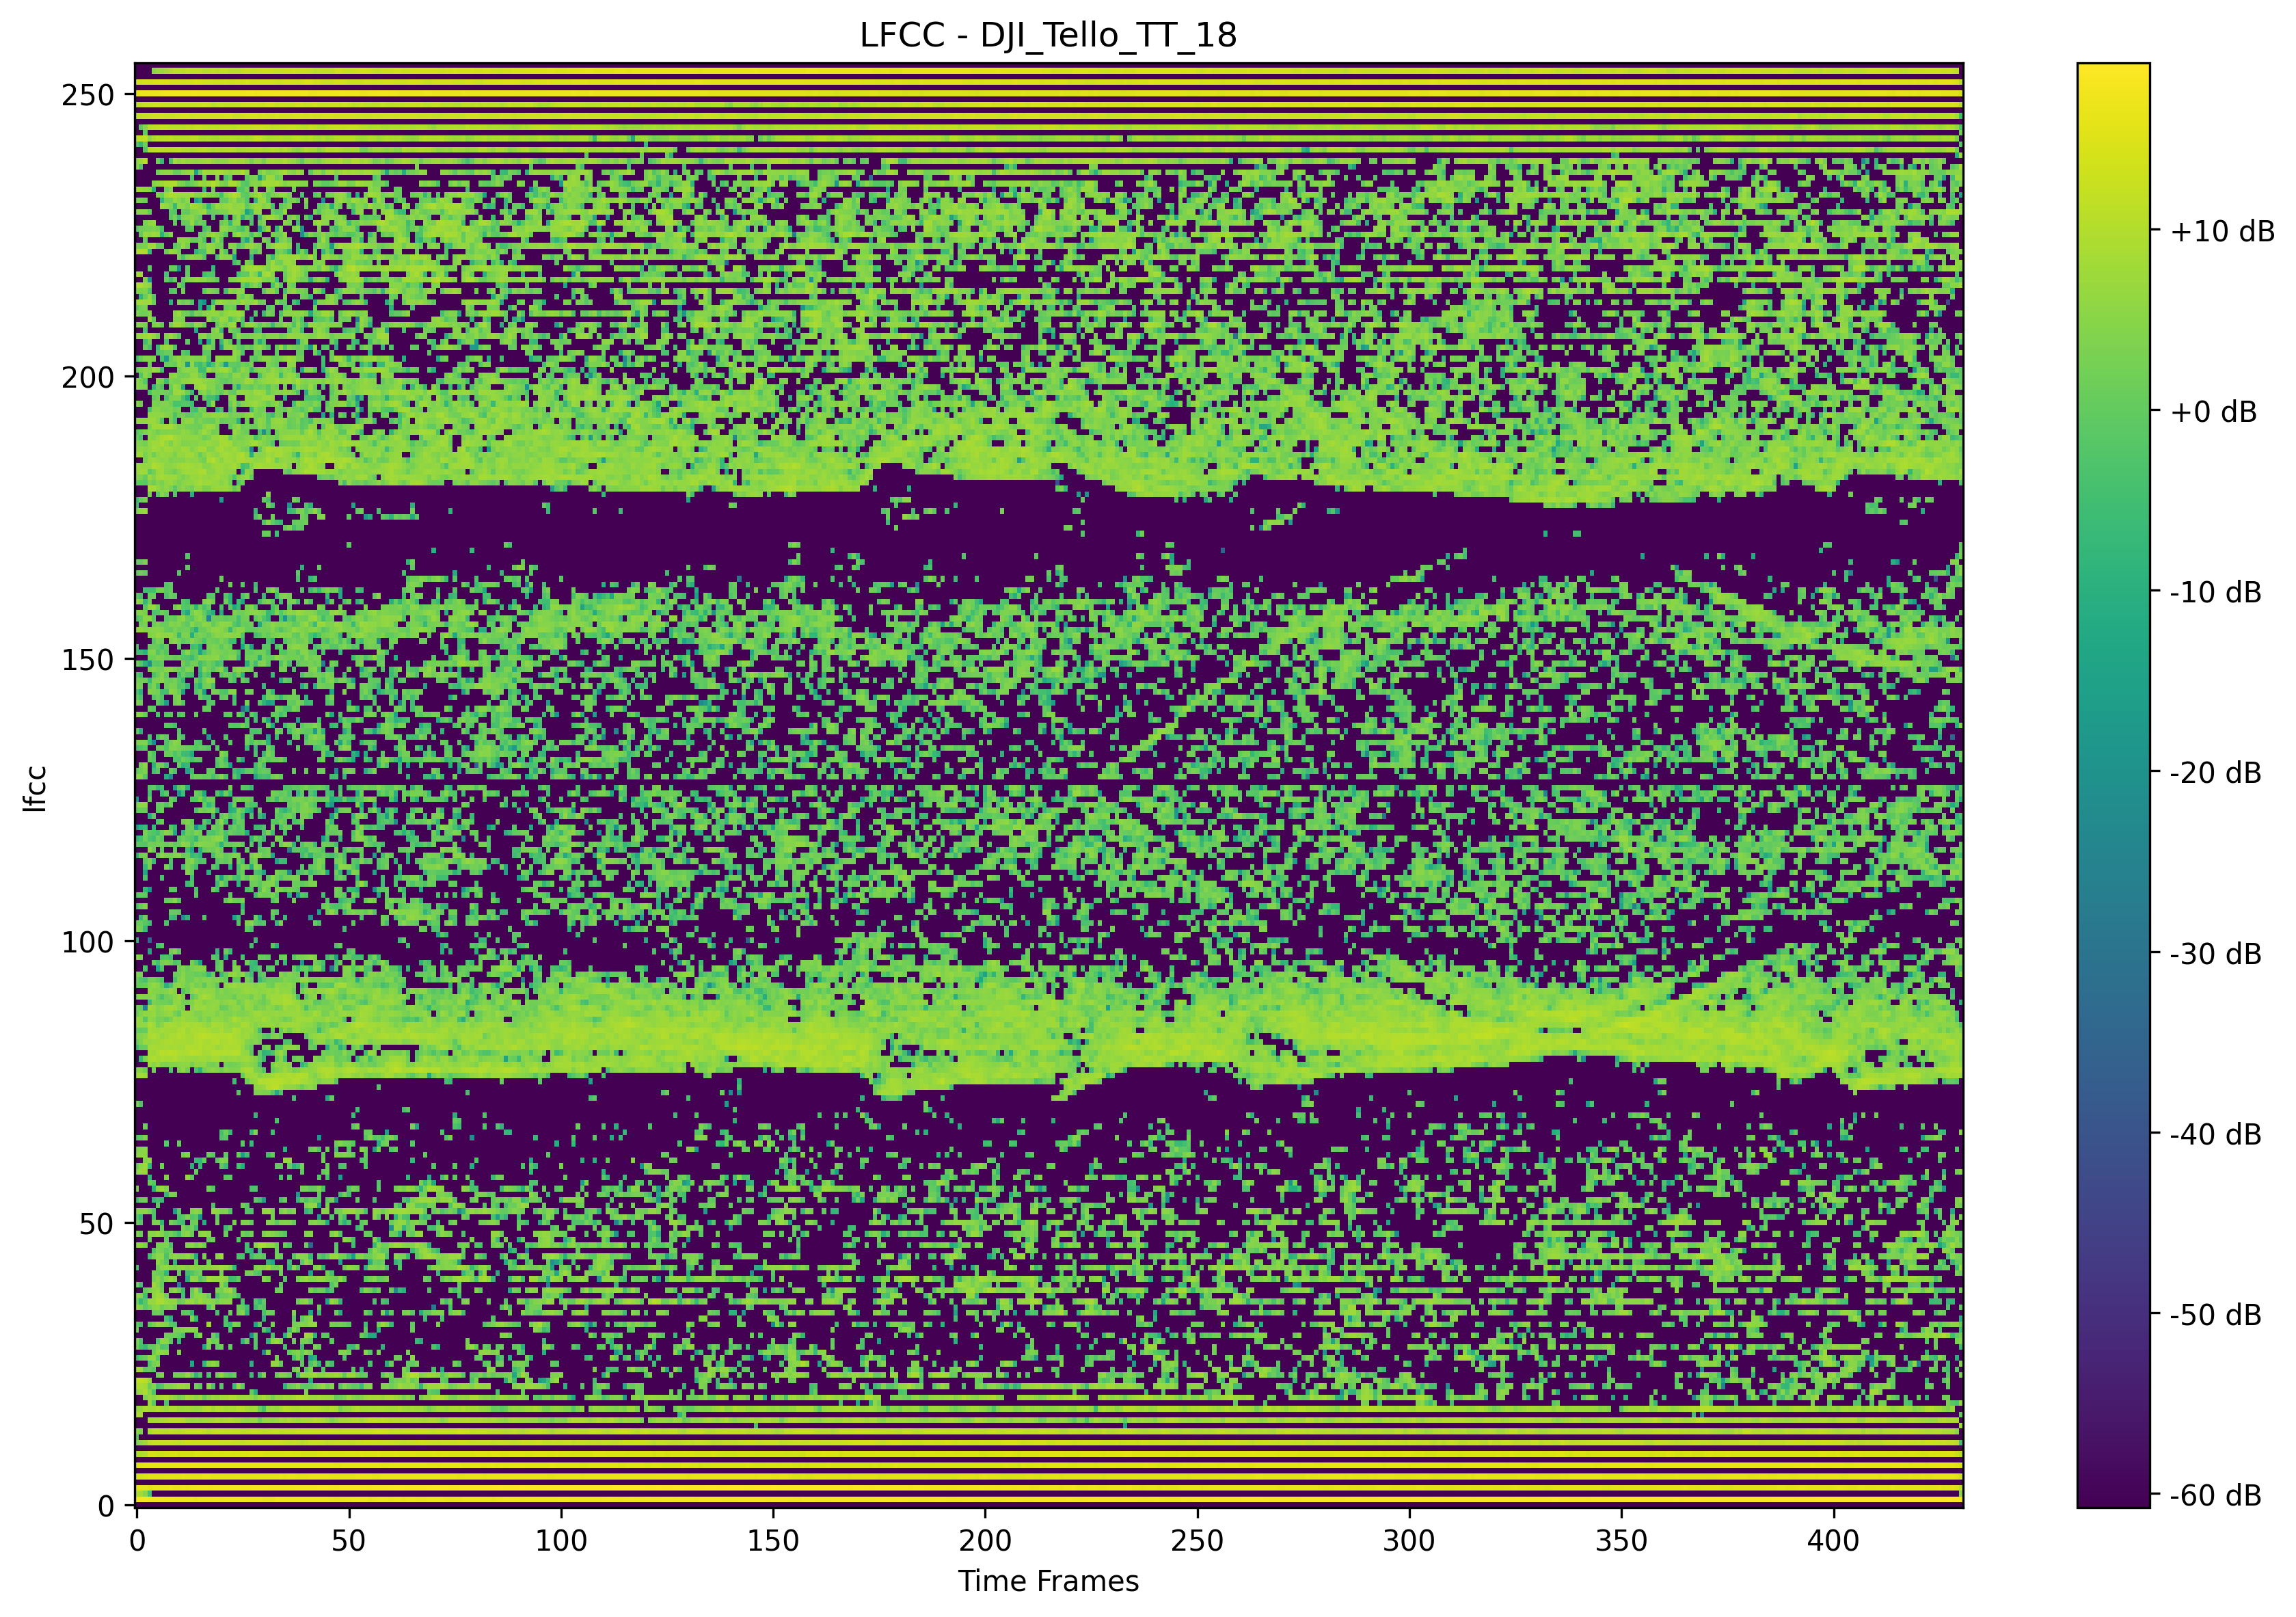 LFCC - DJI_Tello_TT_18
250
200
150
100
50
0
lfcc
0 50 100 150 200 250 300 350 400
Time Frames
+10 dB
+0 dB
-10 dB
-20 dB
-30 dB
-40 dB
-50 dB
-60 dB